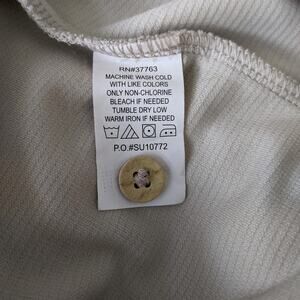 RN#37763
MACHINE WASH COLD
WITH LIKE COLORS
ONLY NON-CHLORINE
BLEACH IF NEEDED
TUMBLE DRY LOW
WARM IRON IF NEEDED
P.O.#SU10772